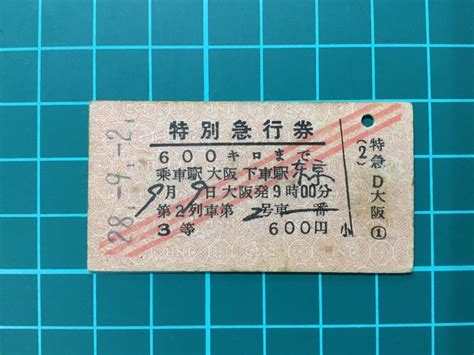 28.-9.-2.
特別急行券
600キロまで
乗車駅 大阪 下車駅 東京
9月9日大阪発9時00分
第2列車第2号車 番
3等 600円
小
(2) 特急D大阪 ①